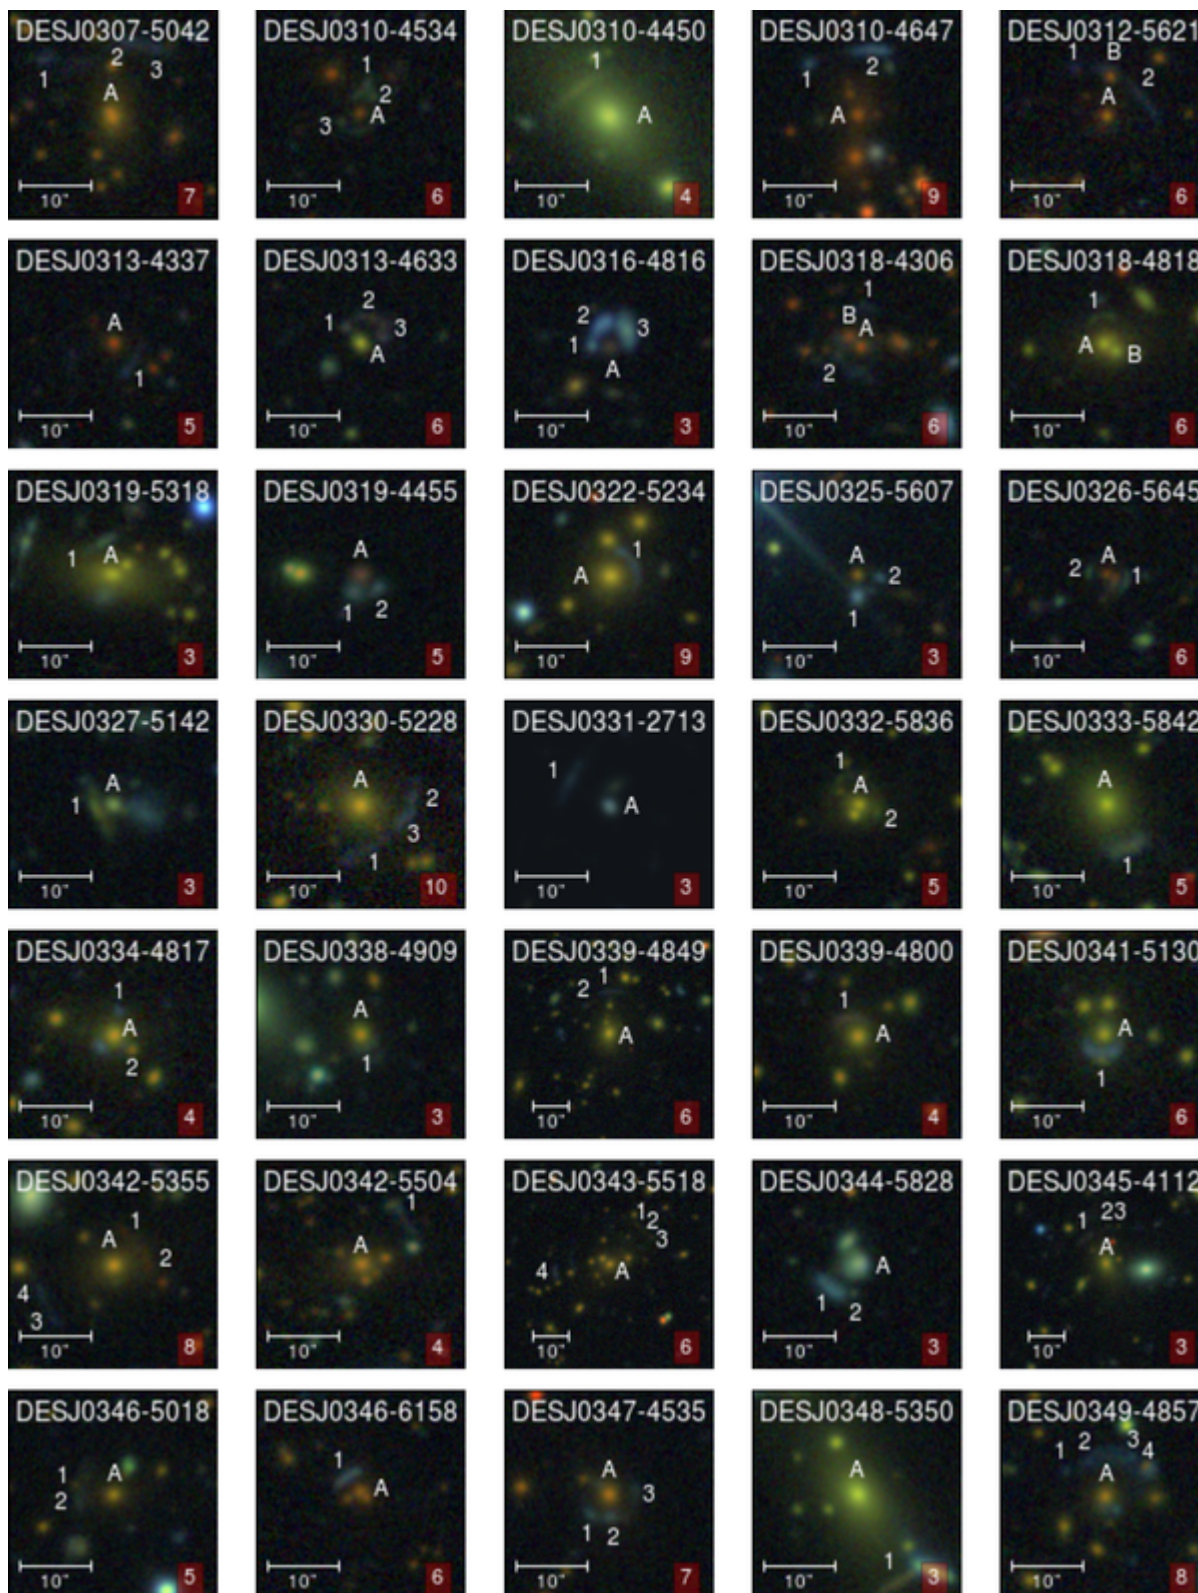 DESJ0307-5042 DESJ0310-4534 DESJ0310-4450 DESJ0310-4647 DESJ0312-5621
1 2 3 A 1 2 3 A 1 A 1 2 A 1 B 2 A
10" 7 10" 6 10" 4 10" 9 10" 6
DESJ0313-4337 DESJ0313-4633 DESJ0316-4816 DESJ0318-4306 DESJ0318-4818
A 1 1 2 3 A 2 3 1 A 1 B A 2 1 A B
10" 5 10" 6 10" 3 10" 6 10" 6
DESJ0319-5318 DESJ0319-4455 DESJ0322-5234 DESJ0325-5607 DESJ0326-5645
1 A A 1 2 1 A A 2 1 2 A 1
10" 3 10" 5 10" 9 10" 3 10" 6
DESJ0327-5142 DESJ0330-5228 DESJ0331-2713 DESJ0332-5836 DESJ0333-5842
1 A A 2 3 1 1 A 1 A 2 A 1
10" 3 10" 10 10" 3 10" 5 10" 5
DESJ0334-4817 DESJ0338-4909 DESJ0339-4849 DESJ0339-4800 DESJ0341-5130
1 A 2 A 1 1 2 A 1 A A 1
10" 4 10" 3 10" 6 10" 4 10" 6
DESJ0342-5355 DESJ0342-5504 DESJ0343-5518 DESJ0344-5828 DESJ0345-4112
1 A 2 4 3 1 A 1 2 3 4 A A 1 2 1 23 A
10" 8 10" 4 10" 6 10" 3 10" 3
DESJ0346-5018 DESJ0346-6158 DESJ0347-4535 DESJ0348-5350 DESJ0349-4857
1 A 2 1 A A 3 1 2 A 1 1 2 3 4 A
10" 5 10" 6 10" 7 10" 3 10" 8